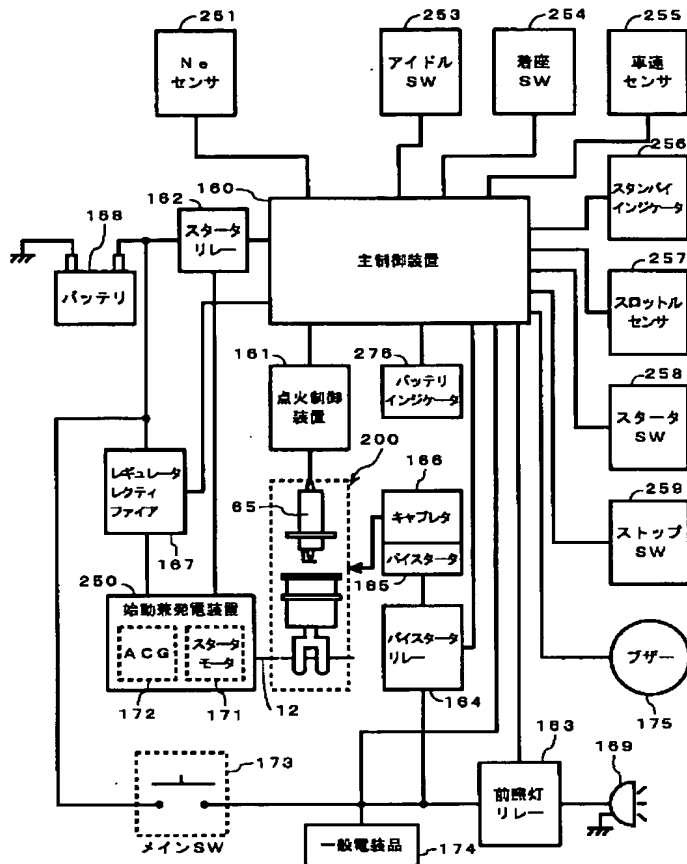 251
253
254
255
Ne
センサ
アイドル
SW
着座
SW
車速
センサ
256
スタンバイ
インジケータ
168
162
160
スタータ
リレー
主制御装置
バッテリ
257
スロットル
センサ
161
276
点火制御
装置
バッテリ
インジケータ
258
スタータ
SW
200
166
レギュレータ
レクティ
ファイア
65
キャブレタ
バイスタータ
259
ストップ
SW
167
165
250
始動兼発電装置
ACG
スタータ
モータ
バイスタータ
リレー
ブザー
172
171
12
164
175
173
163
169
前照灯
リレー
メインSW
一般電装品
174